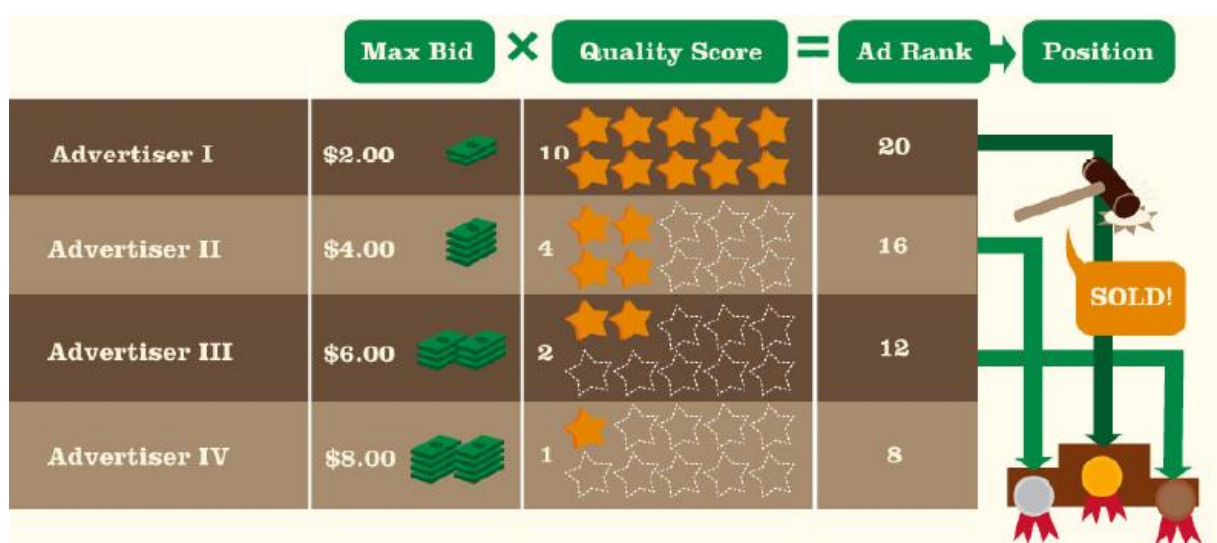 Max Bid × Quality Score = Ad Rank Position
Advertiser I $2.00 10 20
Advertiser II $4.00 4 16
SOLD!
Advertiser III $6.00 2 12
Advertiser IV $8.00 1 8